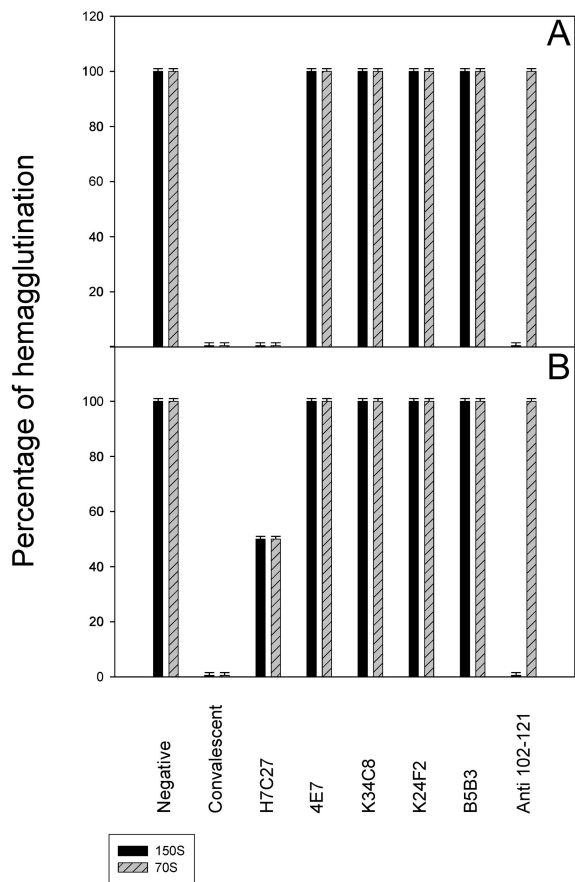 Percentage of hemagglutination
A
120
100
80
60
40
20
B
100
80
60
40
20
0
Negative
Convalescent
H7C27
4E7
K34C8
K24F2
B5B3
Anti 102-121
150S
70S